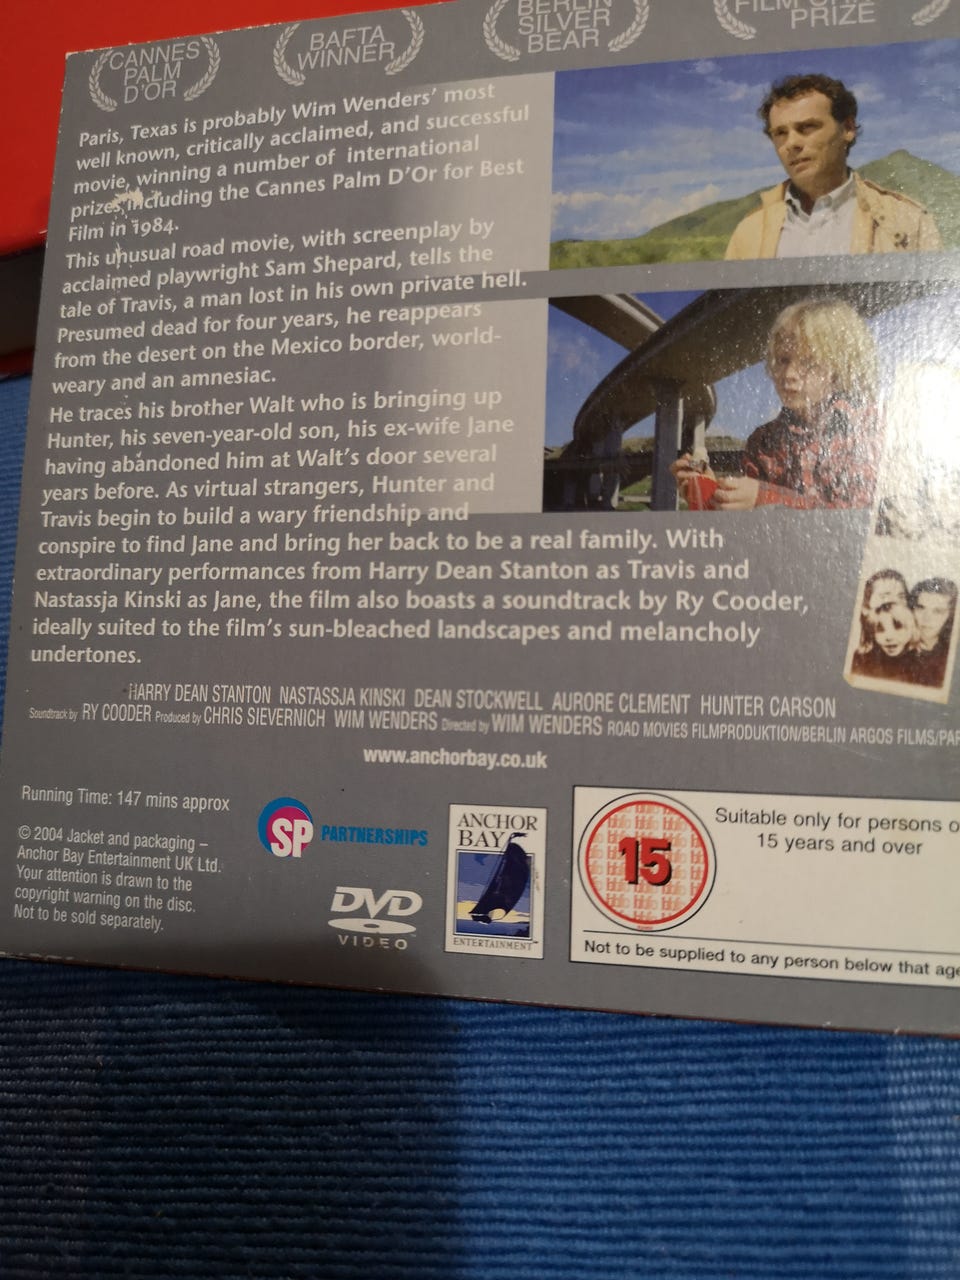 CANNES
PALM
D'OR
BAFTA
WINNER
BERLIN
SILVER
BEAR
PRIZE
Paris, Texas is probably Wim Wenders' most
well known, critically acclaimed, and successful
movie, winning a number of international
prizes, including the Cannes Palm D'Or for Best
Film in 1984.
This unusual road movie, with screenplay by
acclaimed playwright Sam Shepard, tells the
tale of Travis, a man lost in his own private hell.
Presumed dead for four years, he reappears
from the desert on the Mexico border, world-
weary and an amnesiac.
He traces his brother Walt who is bringing up
Hunter, his seven-year-old son, his ex-wife Jane
having abandoned him at Walt's door several
years before. As virtual strangers, Hunter and
Travis begin to build a wary friendship and
conspire to find Jane and bring her back to be a real family. With
extraordinary performances from Harry Dean Stanton as Travis and
Nastassja Kinski as Jane, the film also boasts a soundtrack by Ry Cooder,
ideally suited to the film's sun-bleached landscapes and melancholy
undertones.
HARRY DEAN STANTON NASTASSJA KINSKI DEAN STOCKWELL AURORE CLEMENT HUNTER CARSON
Soundtrack by RY COODER Produced by CHRIS SIEVERNICH WIM WENDERS Directed by WIM WENDERS ROAD MOVIES FILMPRODUKTION/BERLIN ARGOS FILMS/PAR
www.anchorbay.co.uk
Running Time: 147 mins approx
© 2004 Jacket and packaging –
Anchor Bay Entertainment UK Ltd.
Your attention is drawn to the
copyright warning on the disc.
Not to be sold separately.
SP PARTNERSHIPS
DVD
VIDEO
ANCHOR
BAY
ENTERTAINMENT
15
Suitable only for persons o
15 years and over
Not to be supplied to any person below that age